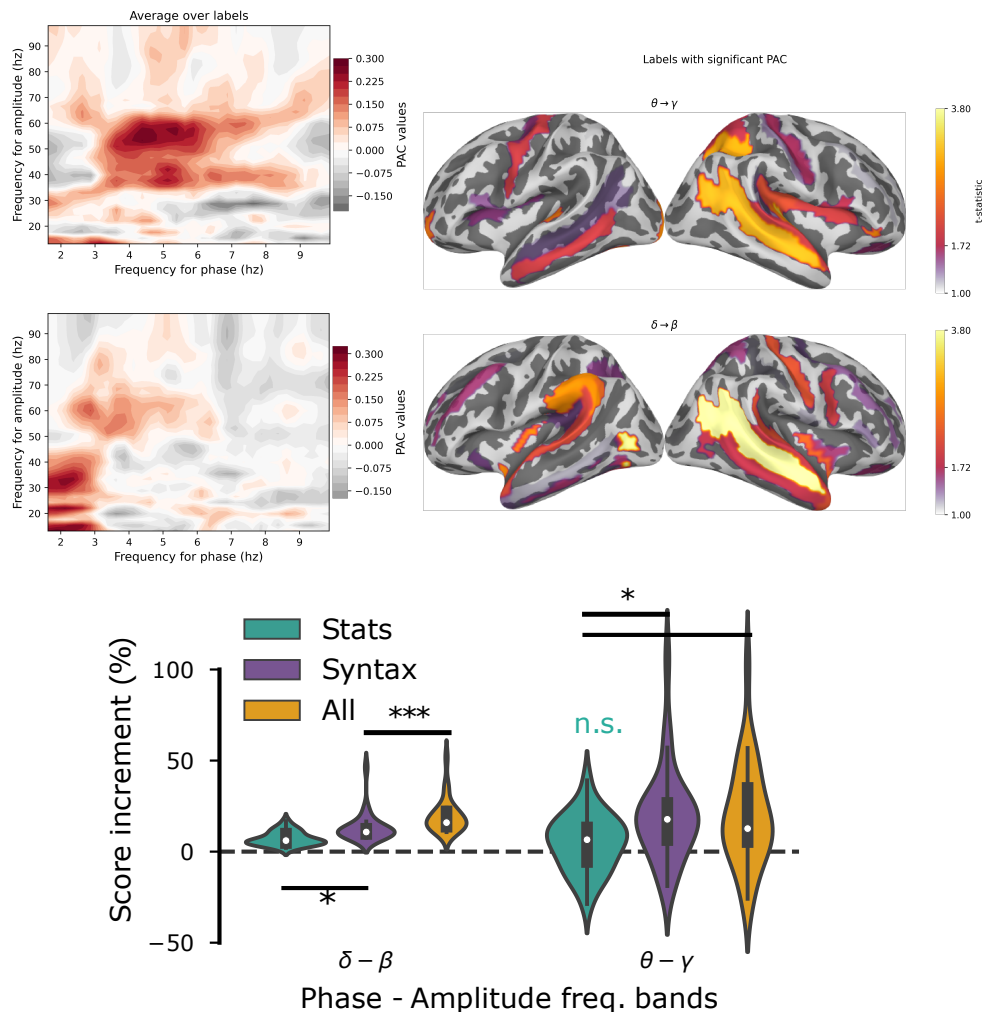 Average over labels
Frequency for amplitude (hz)
90
80
70
60
50
40
30
20
2 3 4 5 6 7 8 9
Frequency for phase (hz)
0.300
0.225
0.150
0.075
0.000
−0.075
−0.150
PAC values
Labels with significant PAC
θ→γ
3.80
1.72
1.00
t-statistic
Frequency for amplitude (hz)
90
80
70
60
50
40
30
20
2 3 4 5 6 7 8 9
Frequency for phase (hz)
0.300
0.225
0.150
0.075
0.000
−0.075
−0.150
PAC values
δ→β
3.80
1.72
1.00
Score increment (%)
100
50
0
−50
Stats
Syntax
All
***
*
n.s.
*
δ − β
θ − γ
Phase - Amplitude freq. bands